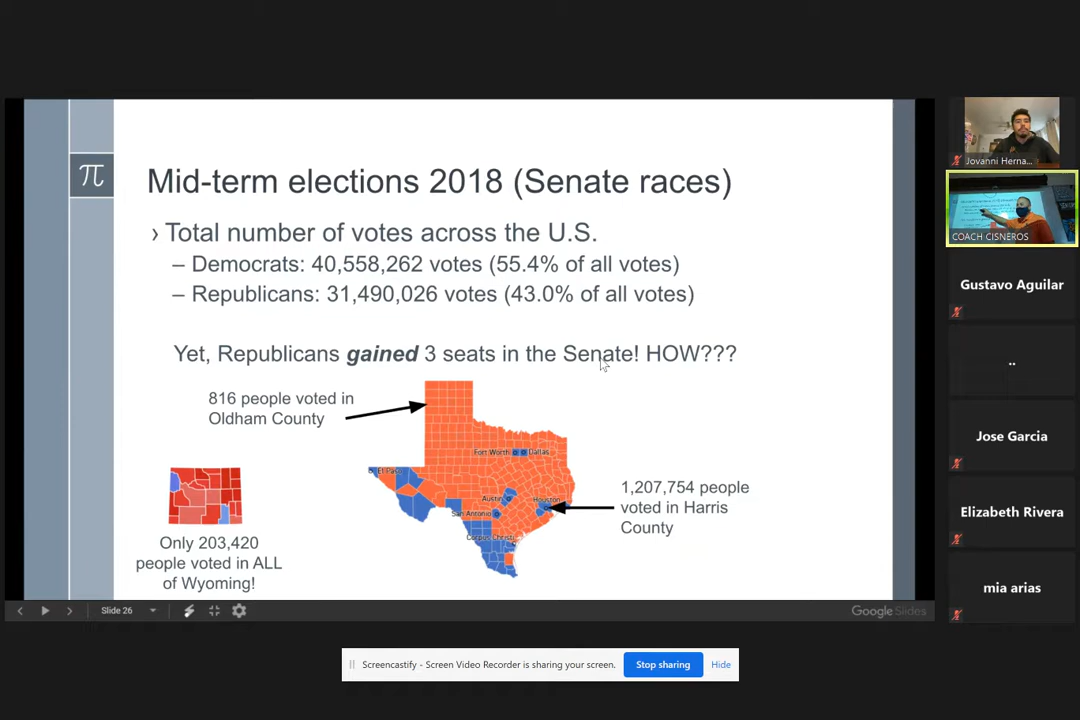 π
Mid-term elections 2018 (Senate races)
› Total number of votes across the U.S.
– Democrats: 40,558,262 votes (55.4% of all votes)
– Republicans: 31,490,026 votes (43.0% of all votes)
Yet, Republicans gained 3 seats in the Senate! HOW???
816 people voted in
Oldham County
Fort Worth
Dallas
El Pas
Austin
Houston
San Antonio
Corpus Christi
1,207,754 people
voted in Harris
County
Only 203,420
people voted in ALL
of Wyoming!
Slide 26
Google Slides
Jovanni Herna...
COACH CISNEROS
Gustavo Aguilar
..
Jose Garcia
Elizabeth Rivera
mia arias
Screencastify - Screen Video Recorder is sharing your screen.
Stop sharing
Hide